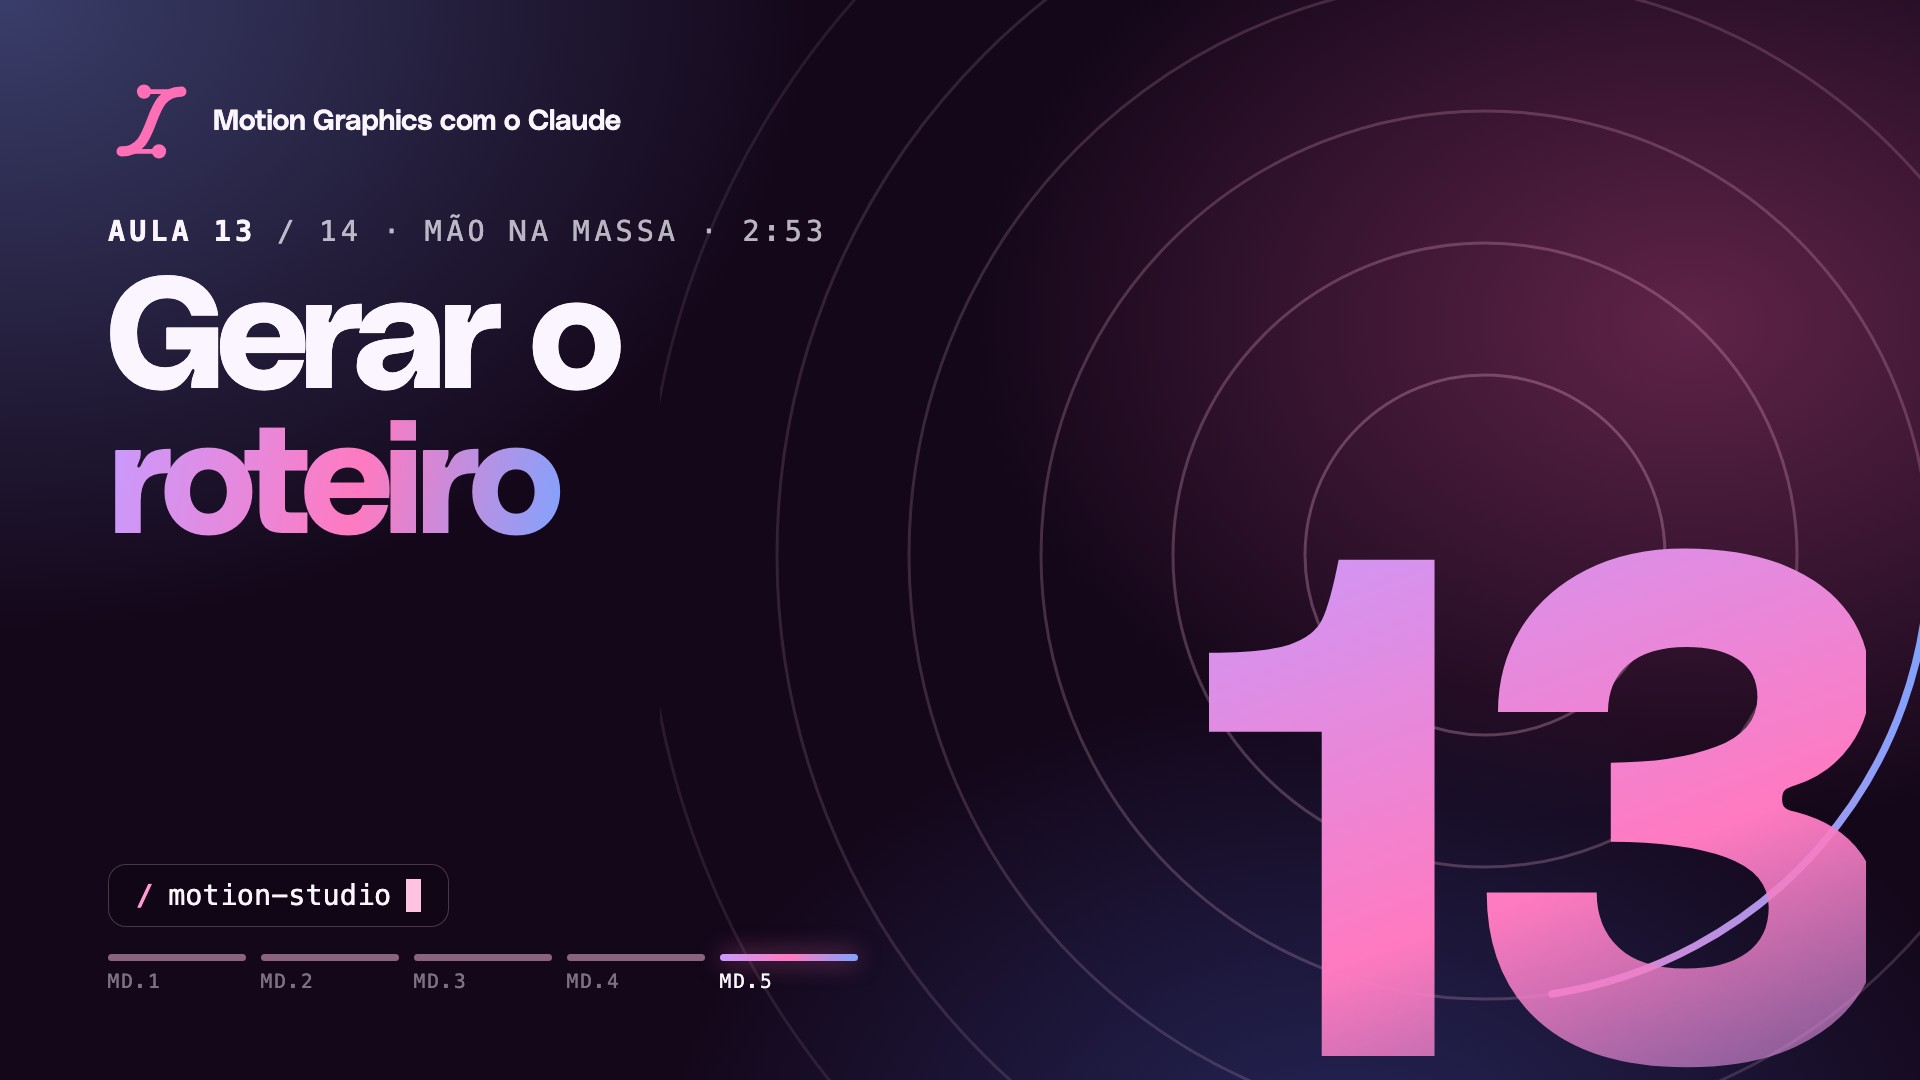 Motion Graphics com o Claude
AULA 13 / 14 · MÃO NA MASSA · 2:53
Gerar o
roteiro
13
/ motion-studio
MD.1 MD.2 MD.3 MD.4 MD.5